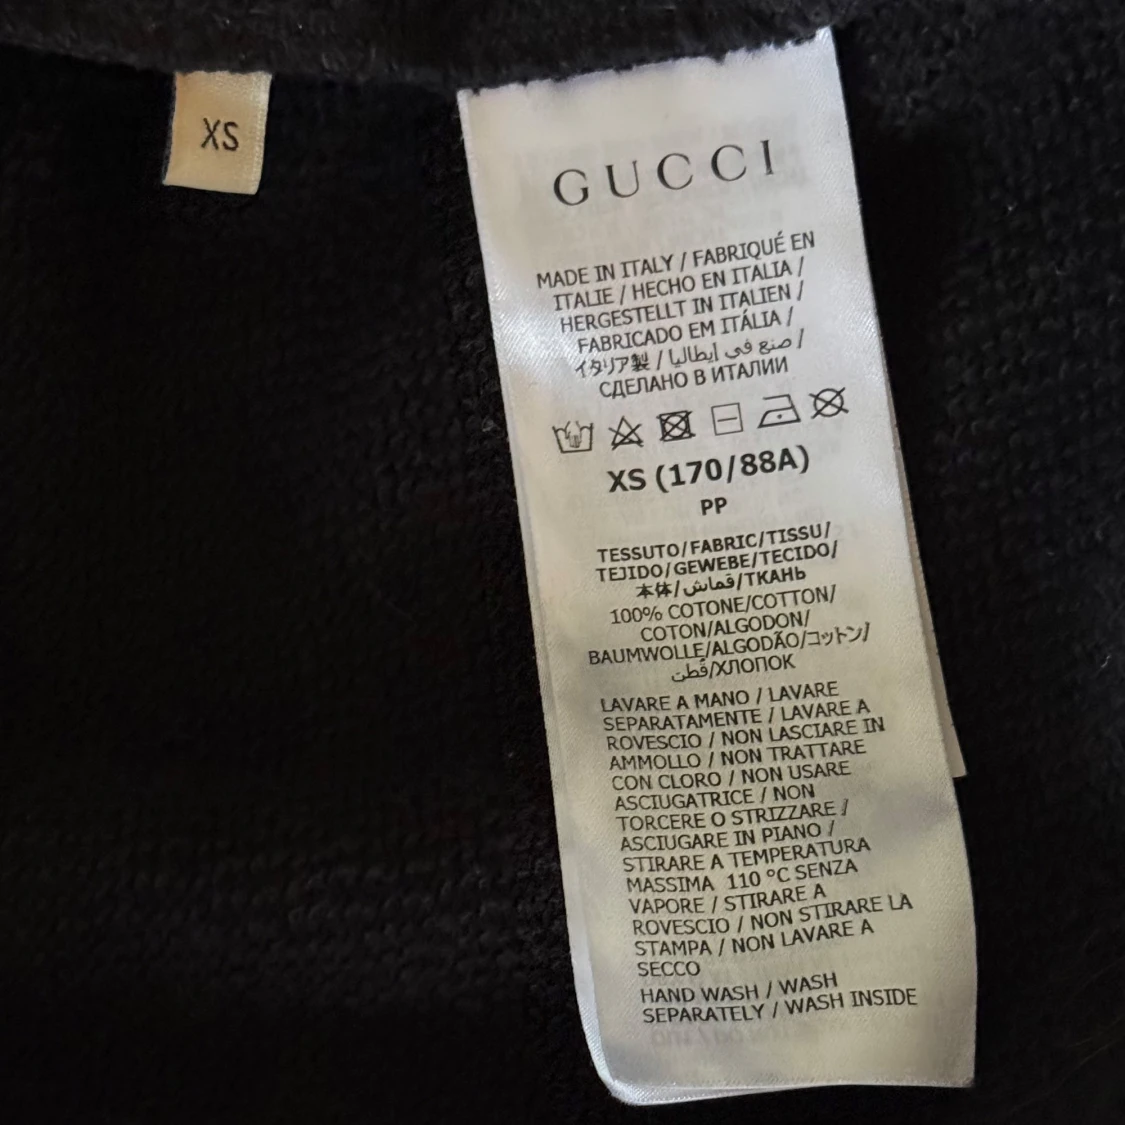 XS
GUCCI
MADE IN ITALY / FABRIQUÉ EN
ITALIE / HECHO EN ITALIA /
HERGESTELLT IN ITALIEN /
FABRICADO EM ITÁLIA /
イタリア製 / صنع في إيطاليا /
СДЕЛАНО В ИТАЛИИ
XS (170/88A)
PP
TESSUTO/FABRIC/TISSU/
TEJIDO/GEWEBE/TECIDO/
本体/قماش/ТКАНЬ
100% COTONE/COTTON/
COTON/ALGODON/
BAUMWOLLE/ALGODÃO/コットン/
قطن/ХЛОПОК
LAVARE A MANO / LAVARE
SEPARATAMENTE / LAVARE A
ROVESCIO / NON LASCIARE IN
AMMOLLO / NON TRATTARE
CON CLORO / NON USARE
ASCIUGATRICE / NON
TORCERE O STRIZZARE /
ASCIUGARE IN PIANO /
STIRARE A TEMPERATURA
MASSIMA 110 °C SENZA
VAPORE / STIRARE A
ROVESCIO / NON STIRARE LA
STAMPA / NON LAVARE A
SECCO
HAND WASH / WASH
SEPARATELY / WASH INSIDE